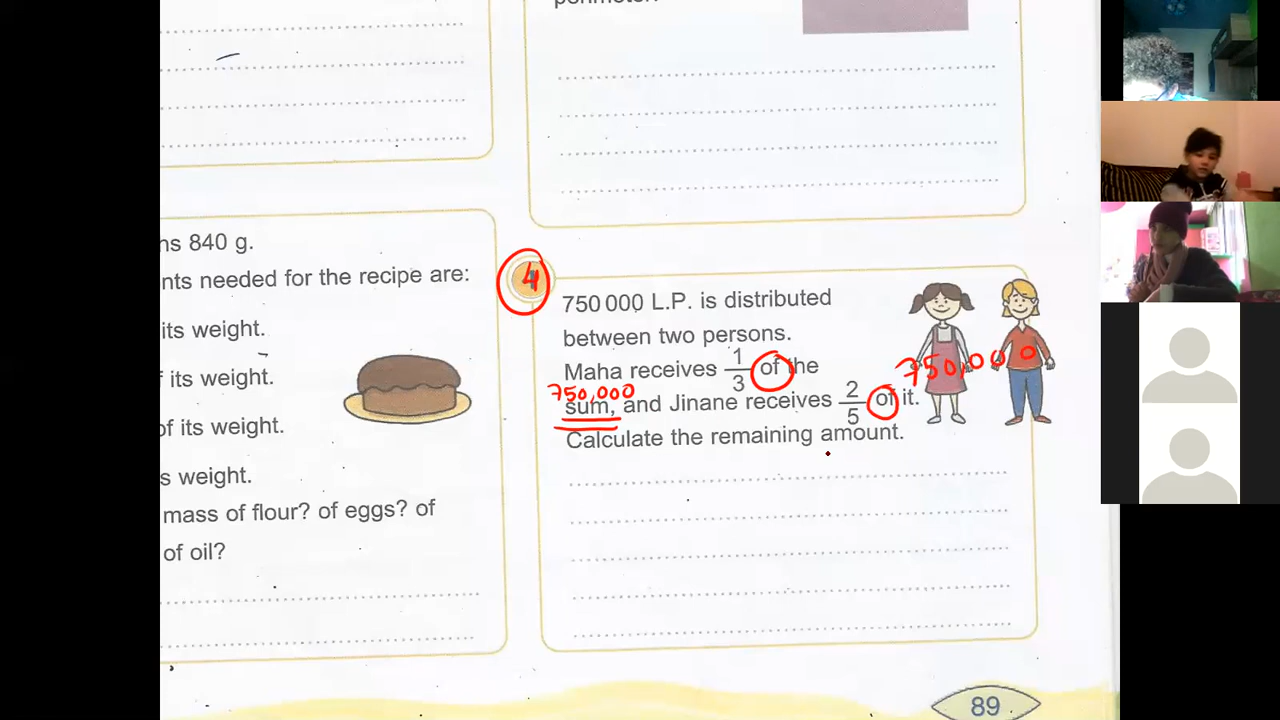 ns 840 g.
nts needed for the recipe are:
its weight.
its weight.
of its weight.
s weight.
mass of flour? of eggs? of
of oil?
4
750 000 L.P. is distributed
between two persons.
Maha receives 1/3 of the
750,000
sum, and Jinane receives 2/5 of it.
750,000
Calculate the remaining amount.
89